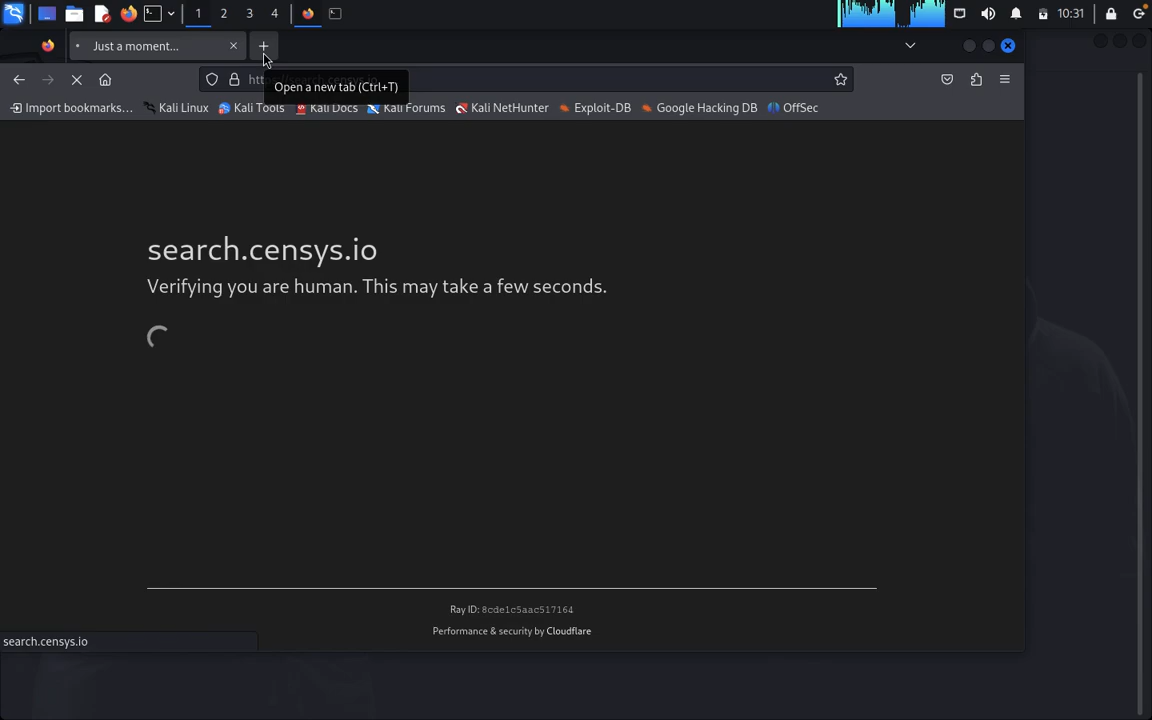 1 2 3 4
10:31
Just a moment...
Open a new tab (Ctrl+T)
Import bookmarks... Kali Linux Kali Tools Kali Docs Kali Forums Kali NetHunter Exploit-DB Google Hacking DB OffSec
search.censys.io
Verifying you are human. This may take a few seconds.
Ray ID: 8cde1c5aac517164
Performance & security by Cloudflare
search.censys.io